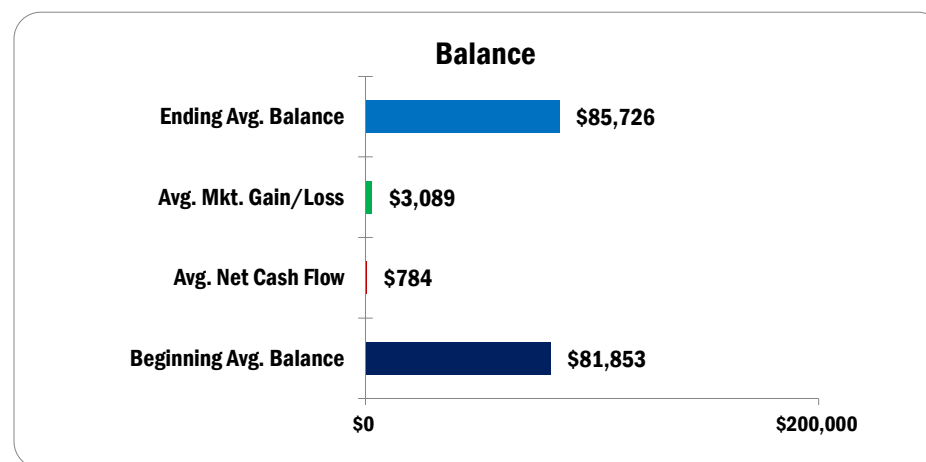 Balance
Ending Avg. Balance $85,726
Avg. Mkt. Gain/Loss $3,089
Avg. Net Cash Flow $784
Beginning Avg. Balance $81,853
$0 $200,000